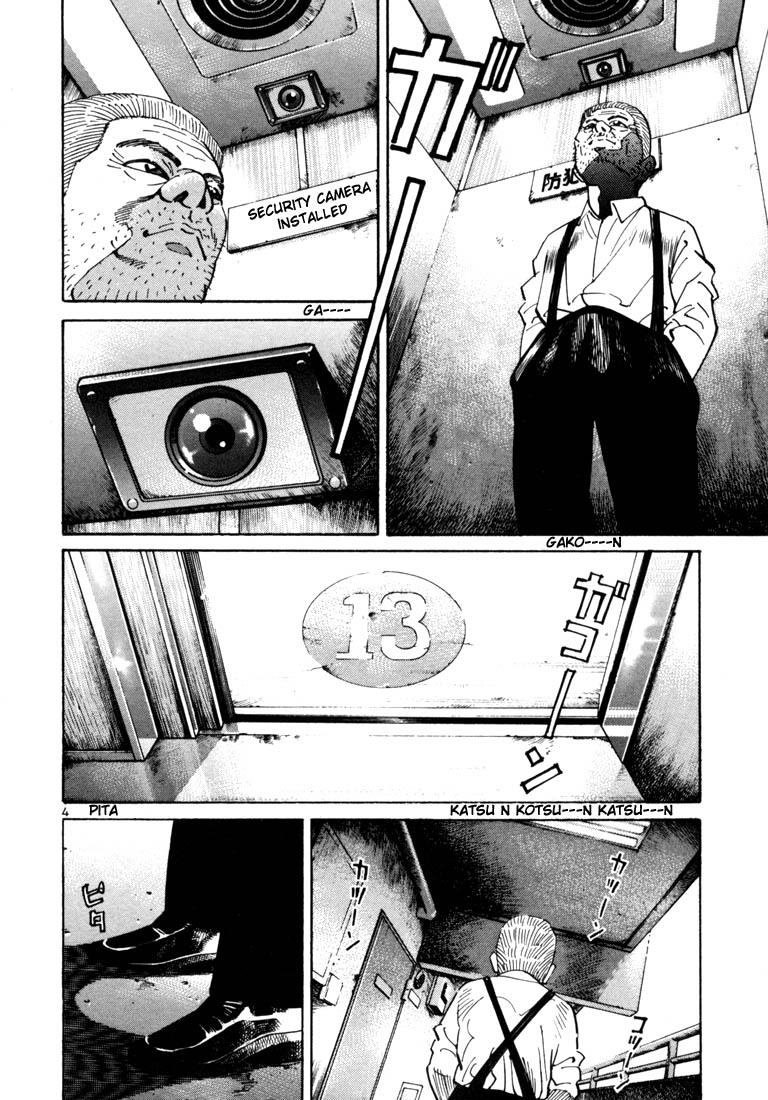 ガーッ
防犯
SECURITY CAMERA
INSTALLED
GA----
GAKO----N
13
ガコーン
4
PITA
KATSU N KOTSU---N KATSU---N
カツーン
カツーン
コツーン
ピタ